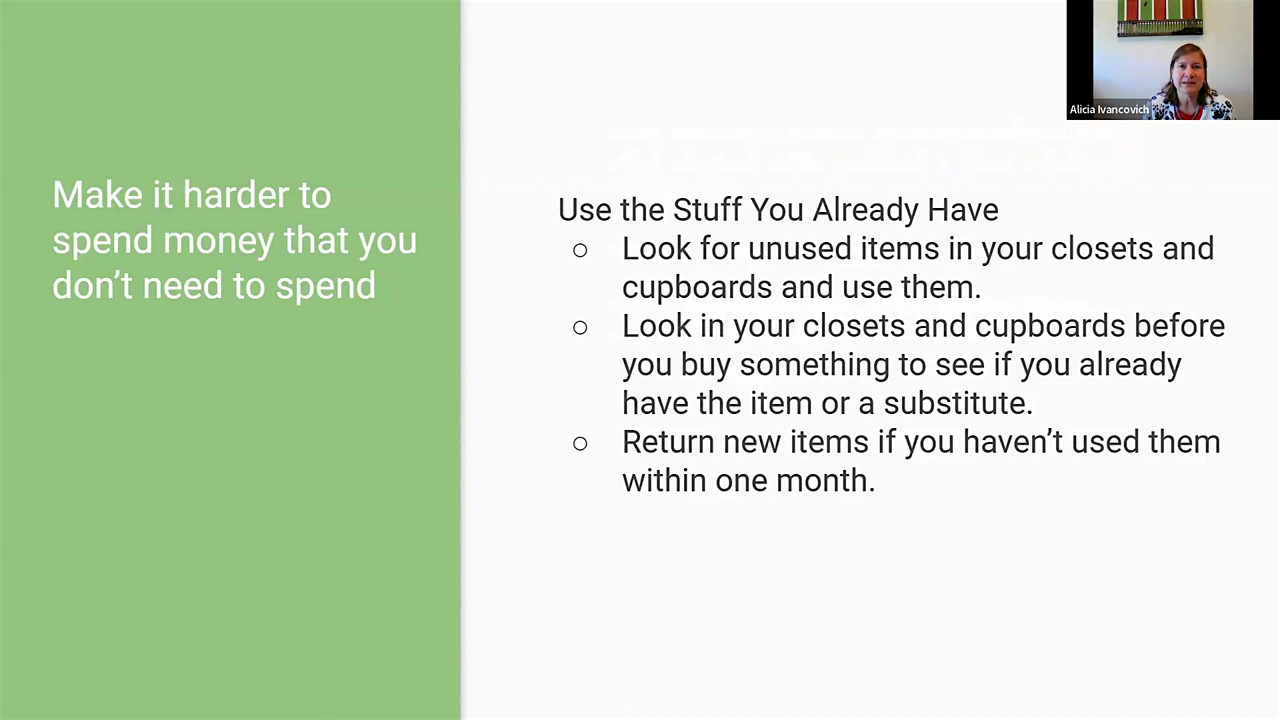 Make it harder to
spend money that you
don’t need to spend
Use the Stuff You Already Have
○ Look for unused items in your closets and
cupboards and use them.
○ Look in your closets and cupboards before
you buy something to see if you already
have the item or a substitute.
○ Return new items if you haven’t used them
within one month.
Alicia Ivancovich